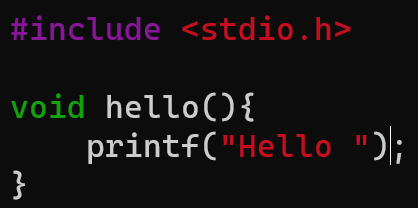 #include <stdio.h>
void hello(){
printf("Hello ");
}